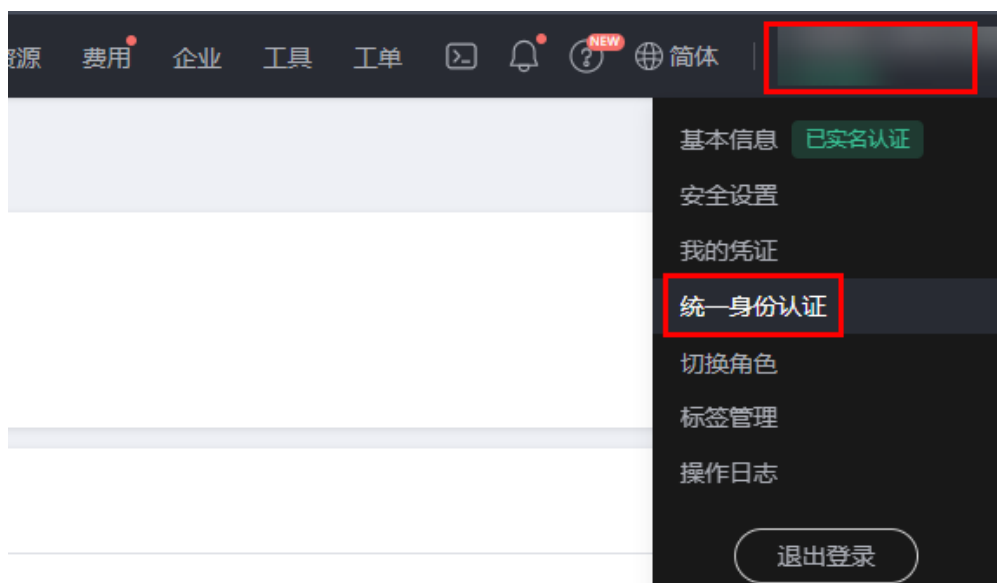 资源 费用 企业 工具 工单 NEW 简体
基本信息 已实名认证
安全设置
我的凭证
统一身份认证
切换角色
标签管理
操作日志
退出登录